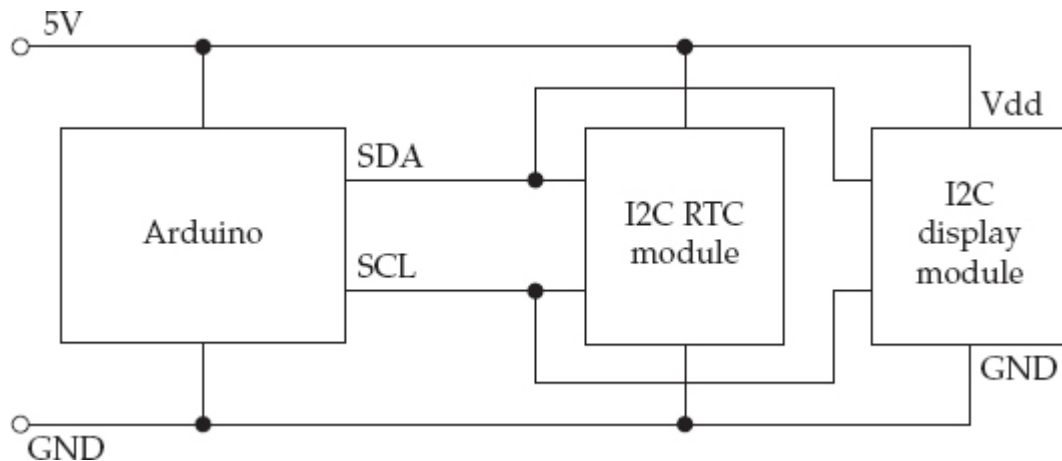 5V
Vdd
SDA
Arduino
SCL
I2C RTC
module
I2C
display
module
GND
GND